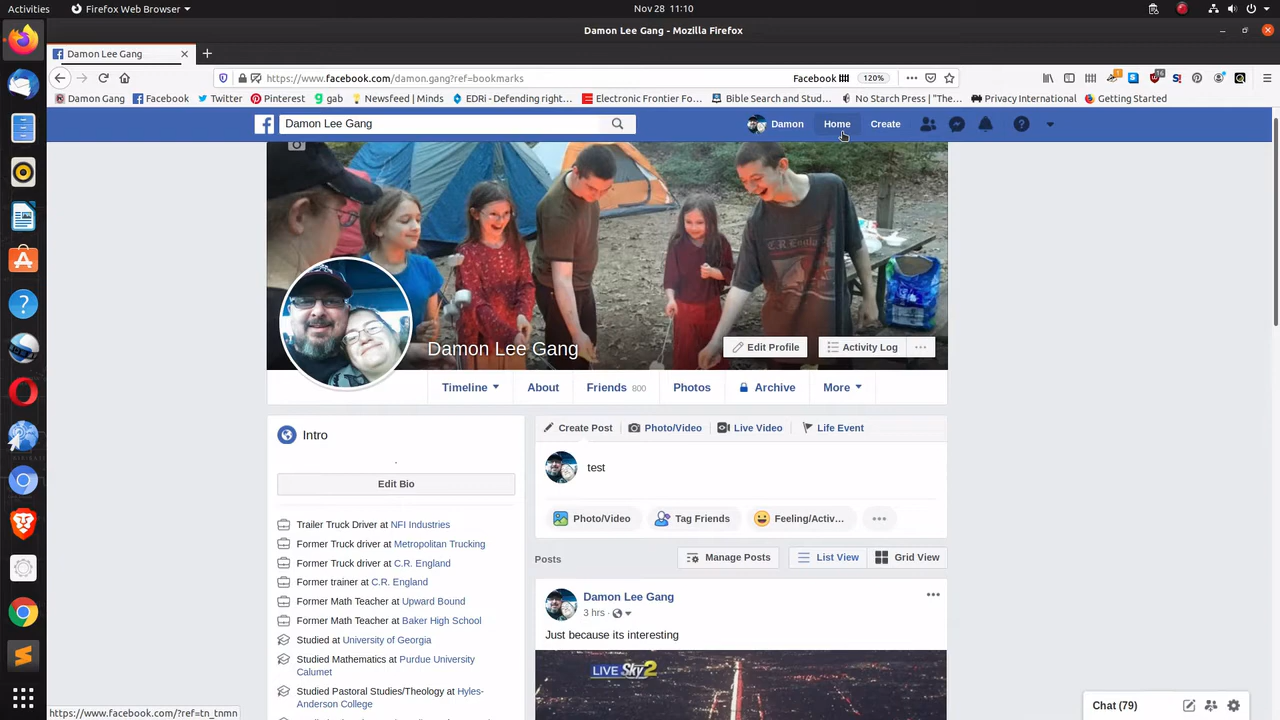 Activities Firefox Web Browser Nov 28 11:10
Damon Lee Gang - Mozilla Firefox
Damon Lee Gang
https://www.facebook.com/damon.gang?ref=bookmarks Facebook 120%
Damon Gang Facebook Twitter Pinterest gab Newsfeed | Minds EDRi - Defending right... Electronic Frontier Fo... Bible Search and Stud... No Starch Press | "The... Privacy International Getting Started
Damon Lee Gang Damon Home Create
C.R. England
Damon Lee Gang Edit Profile Activity Log
Timeline About Friends 800 Photos Archive More
Intro
.
Edit Bio
Trailer Truck Driver at NFI Industries
Former Truck driver at Metropolitan Trucking
Former Truck driver at C.R. England
Former trainer at C.R. England
Former Math Teacher at Upward Bound
Former Math Teacher at Baker High School
Studied at University of Georgia
Studied Mathematics at Purdue University
Calumet
Studied Pastoral Studies/Theology at Hyles-
Anderson College
Create Post Photo/Video Live Video Life Event
test
Photo/Video Tag Friends Feeling/Activ...
Posts Manage Posts List View Grid View
Damon Lee Gang
3 hrs
Just because its interesting
LIVE Sky2
Chat (79)
https://www.facebook.com/?ref=tn_tnmn